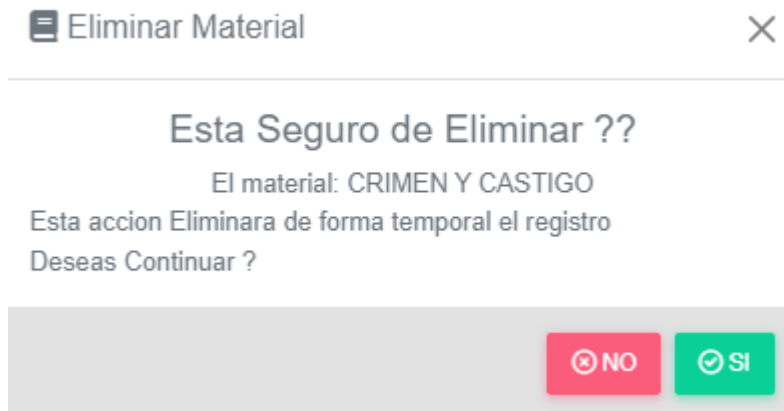 Eliminar Material
Esta Seguro de Eliminar ??
El material: CRIMEN Y CASTIGO
Esta accion Eliminara de forma temporal el registro
Deseas Continuar ?
NO
SI